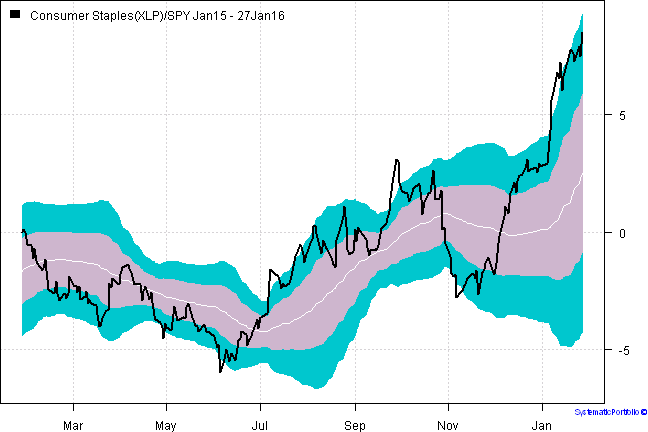 Consumer Staples(XLP)/SPY Jan15 - 27Jan16
5
0
-5
Mar May Jul Sep Nov Jan
SystematicPortfolio ©